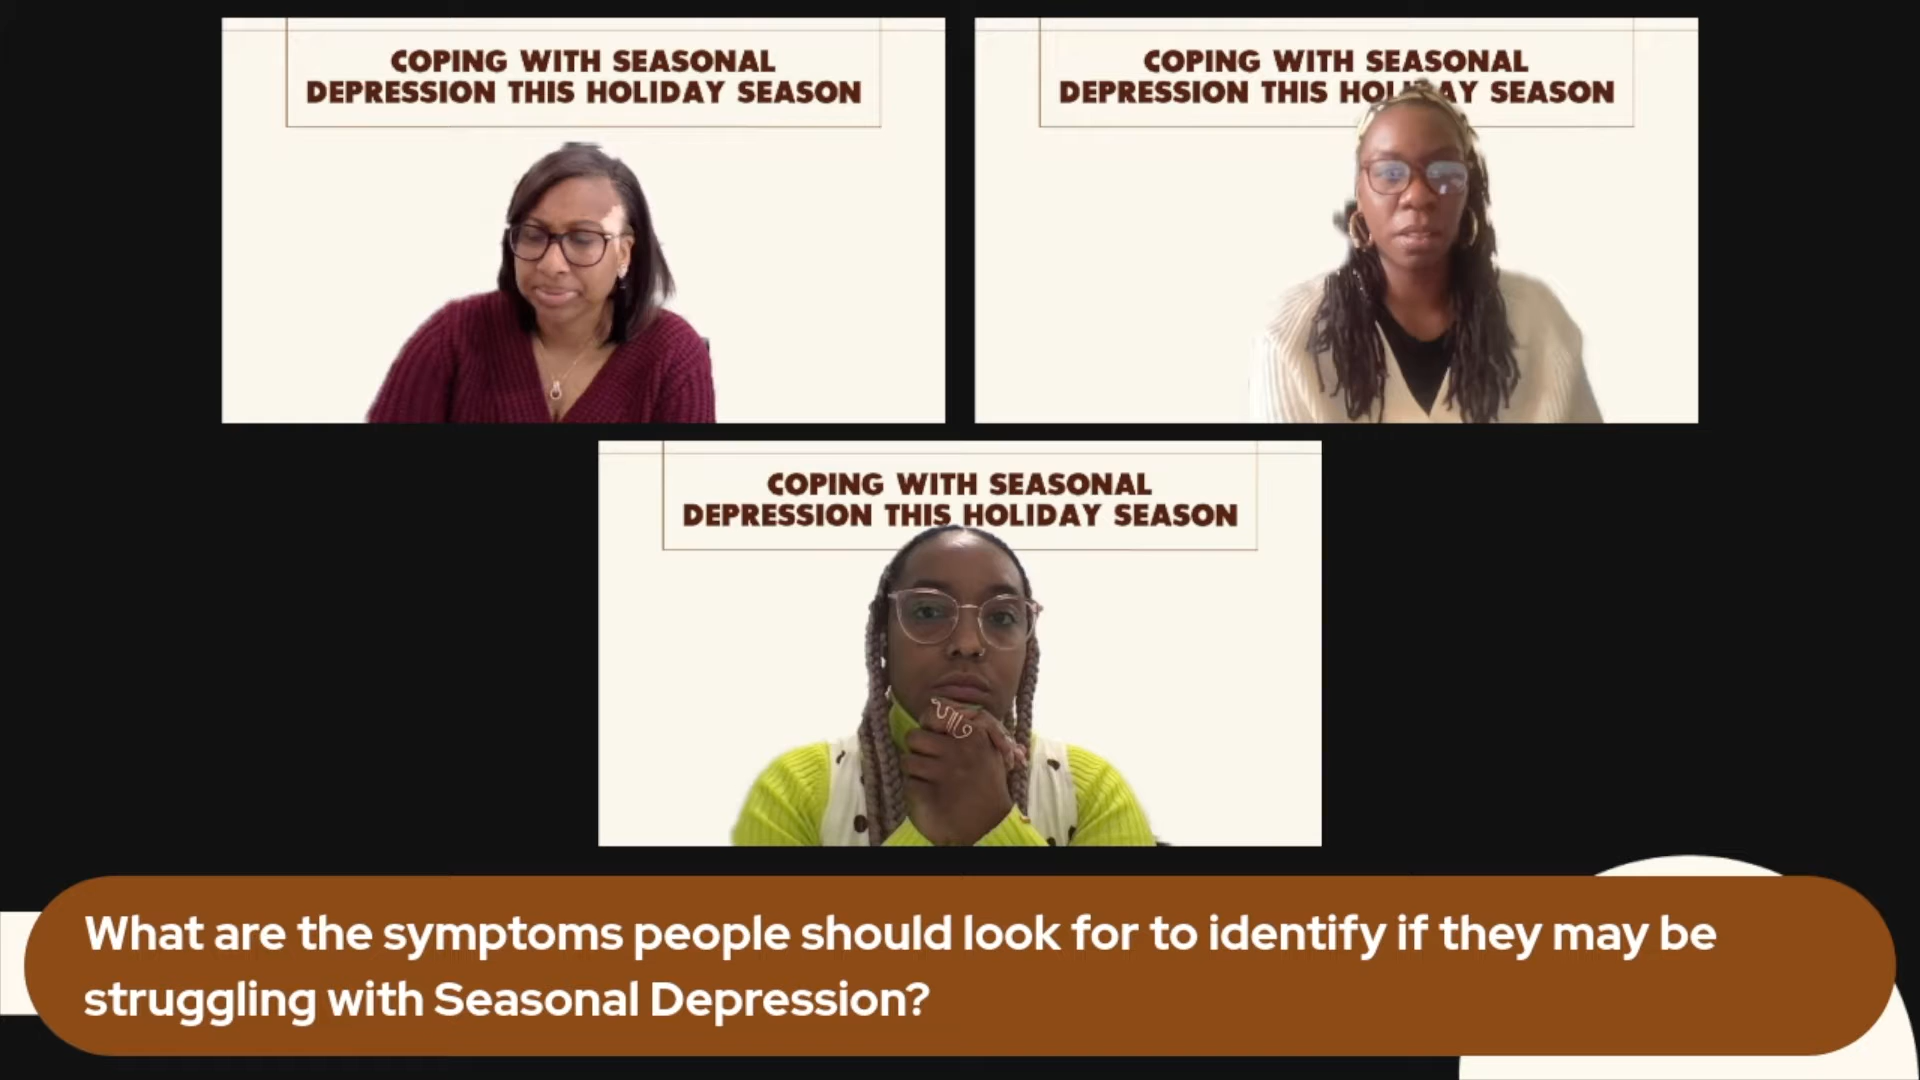 COPING WITH SEASONAL
DEPRESSION THIS HOLIDAY SEASON
COPING WITH SEASONAL
DEPRESSION THIS SEASON
COPING WITH SEASONAL
DEPRESSION THIS HOLIDAY SEASON
What are the symptoms people should look for to identify if they may be
struggling with Seasonal Depression?